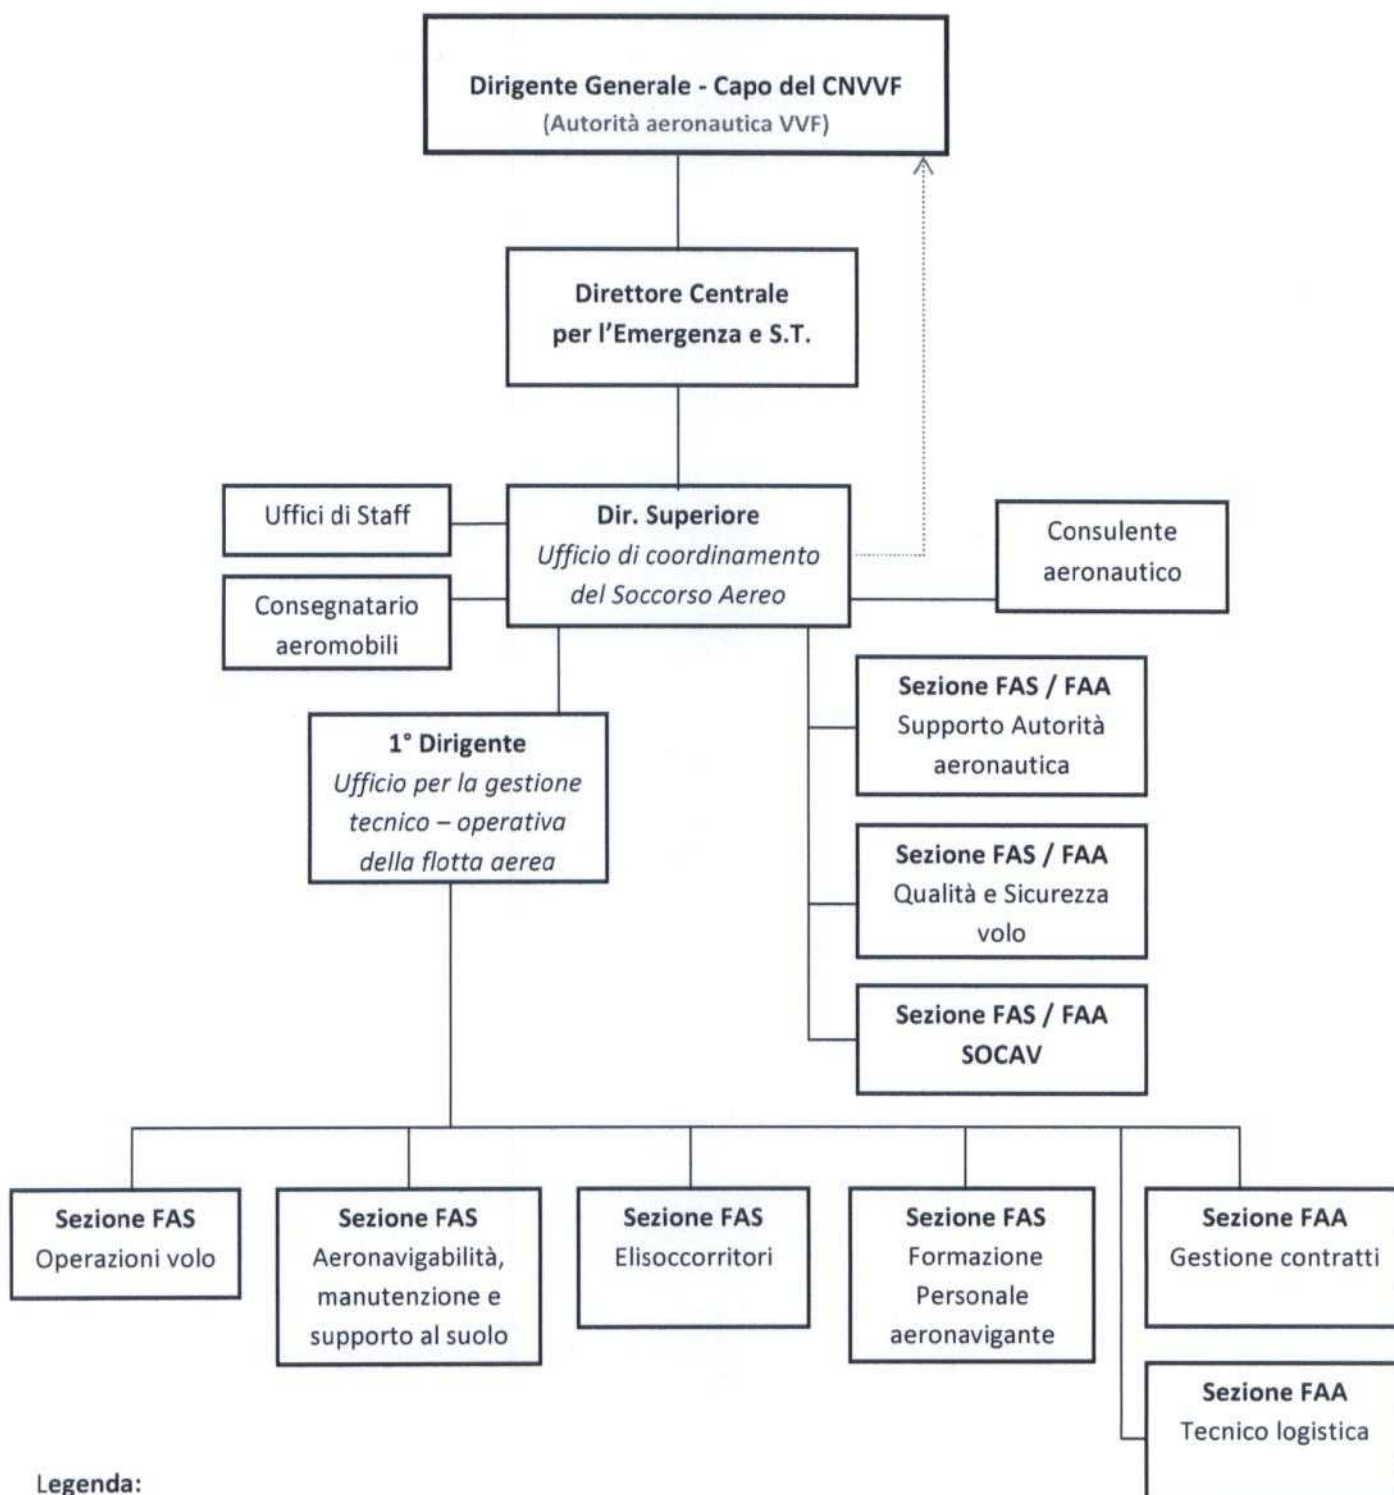 Dirigente Generale - Capo del CNVVF
(Autorità aeronautica VVF)
Direttore Centrale
per l'Emergenza e S.T.
Uffici di Staff
Dir. Superiore
Ufficio di coordinamento
del Soccorso Aereo
Consulente
aeronautico
Consegnatario
aeromobili
Sezione FAS / FAA
Supporto Autorità
aeronautica
1° Dirigente
Ufficio per la gestione
tecnico – operativa
della flotta aerea
Sezione FAS / FAA
Qualità e Sicurezza
volo
Sezione FAS / FAA
SOCAV
Sezione FAS
Operazioni volo
Sezione FAS
Aeronavigabilità,
manutenzione e
supporto al suolo
Sezione FAS
Elisoccorritori
Sezione FAS
Formazione
Personale
aeronavigante
Sezione FAA
Gestione contratti
Sezione FAA
Tecnico logistica
Legenda: